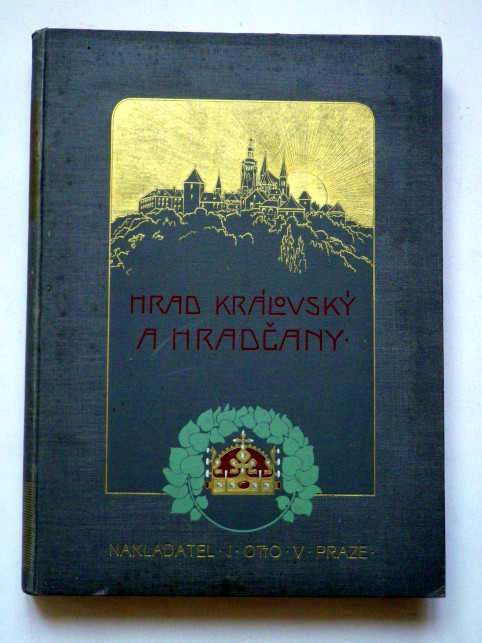 HRAD KRÁLOVSKÝ
A HRADČANY·
NAKLADATEL · J · OTTO · V · PRAZE ·